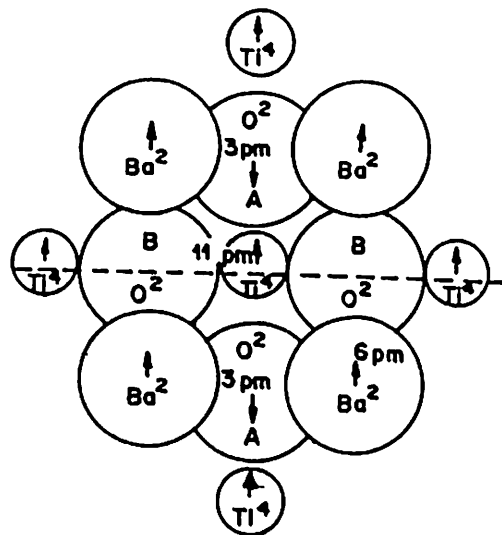 Ti⁴
O²
3pm
Ba² Ba²
A
B 11 pm B
Ti⁴ O² Ti⁴ O² Ti⁴
O² 6pm
3pm
Ba² Ba²
A
Ti⁴